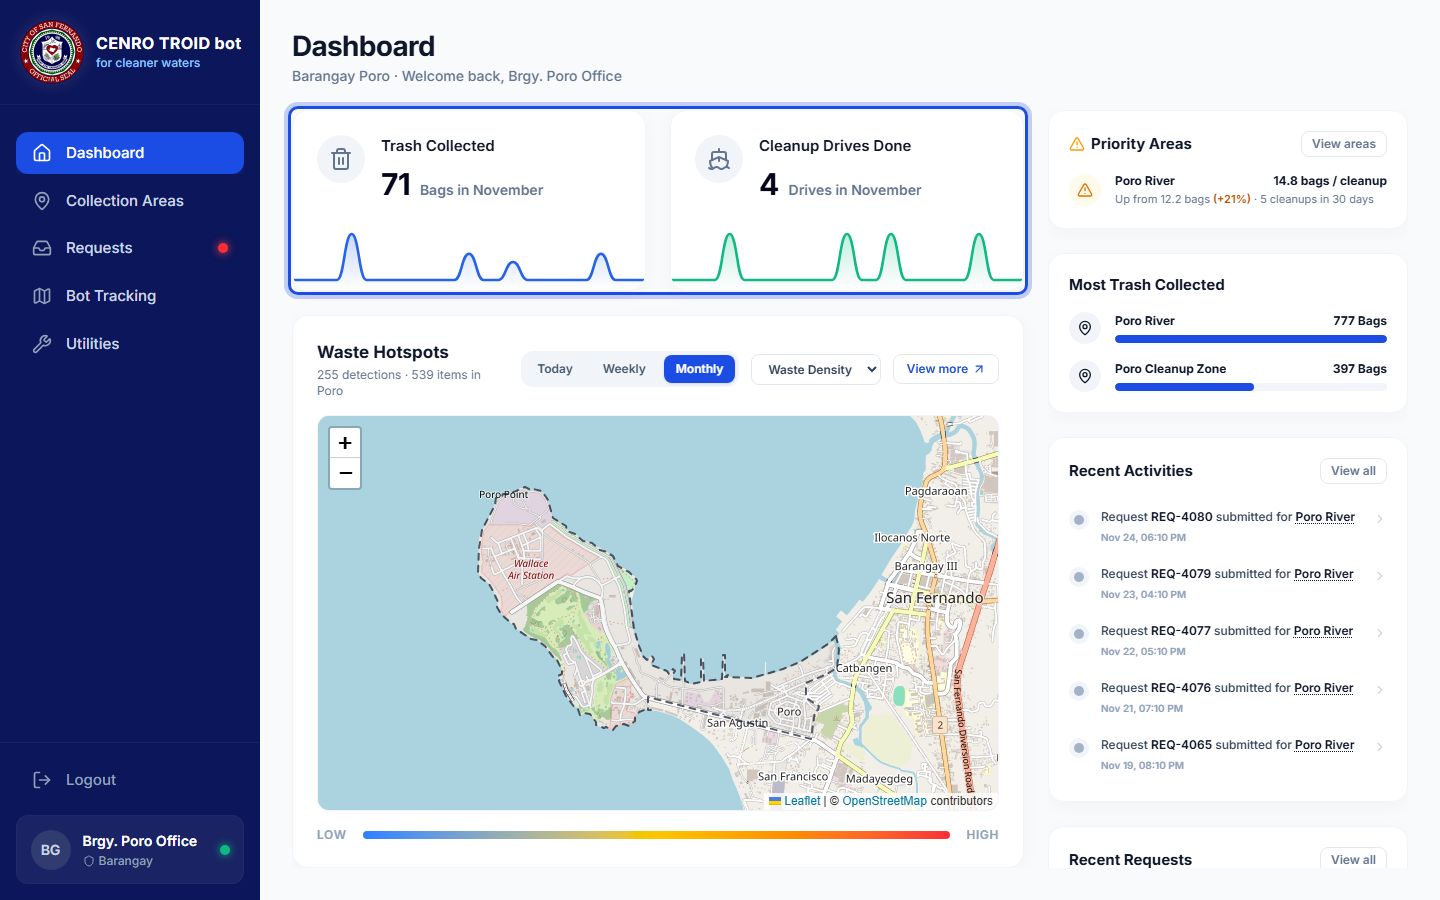 CITY OF SAN FERNANDO
OFFICIAL SEAL
CENRO TROID bot
for cleaner waters
Dashboard
Collection Areas
Requests
Bot Tracking
Utilities
Logout
BG
Brgy. Poro Office
Barangay
Dashboard
Barangay Poro · Welcome back, Brgy. Poro Office
Trash Collected
71 Bags in November
Cleanup Drives Done
4 Drives in November
Waste Hotspots
255 detections · 539 items in
Poro
Today
Weekly
Monthly
Waste Density
View more
+
−
Poro Point
Wallace
Air Station
Pagdaraoan
Ilocanos Norte
Barangay III
San Fernando
Catbangen
Poro
San Agustin
2
San Fernando Diversion Road
San Francisco
Madayegdeg
Leaflet | © OpenStreetMap contributors
LOW
HIGH
Priority Areas
View areas
Poro River
14.8 bags / cleanup
Up from 12.2 bags (+21%) · 5 cleanups in 30 days
Most Trash Collected
Poro River
777 Bags
Poro Cleanup Zone
397 Bags
Recent Activities
View all
Request REQ-4080 submitted for Poro River
Nov 24, 06:10 PM
Request REQ-4079 submitted for Poro River
Nov 23, 04:10 PM
Request REQ-4077 submitted for Poro River
Nov 22, 05:10 PM
Request REQ-4076 submitted for Poro River
Nov 21, 07:10 PM
Request REQ-4065 submitted for Poro River
Nov 19, 08:10 PM
Recent Requests
View all